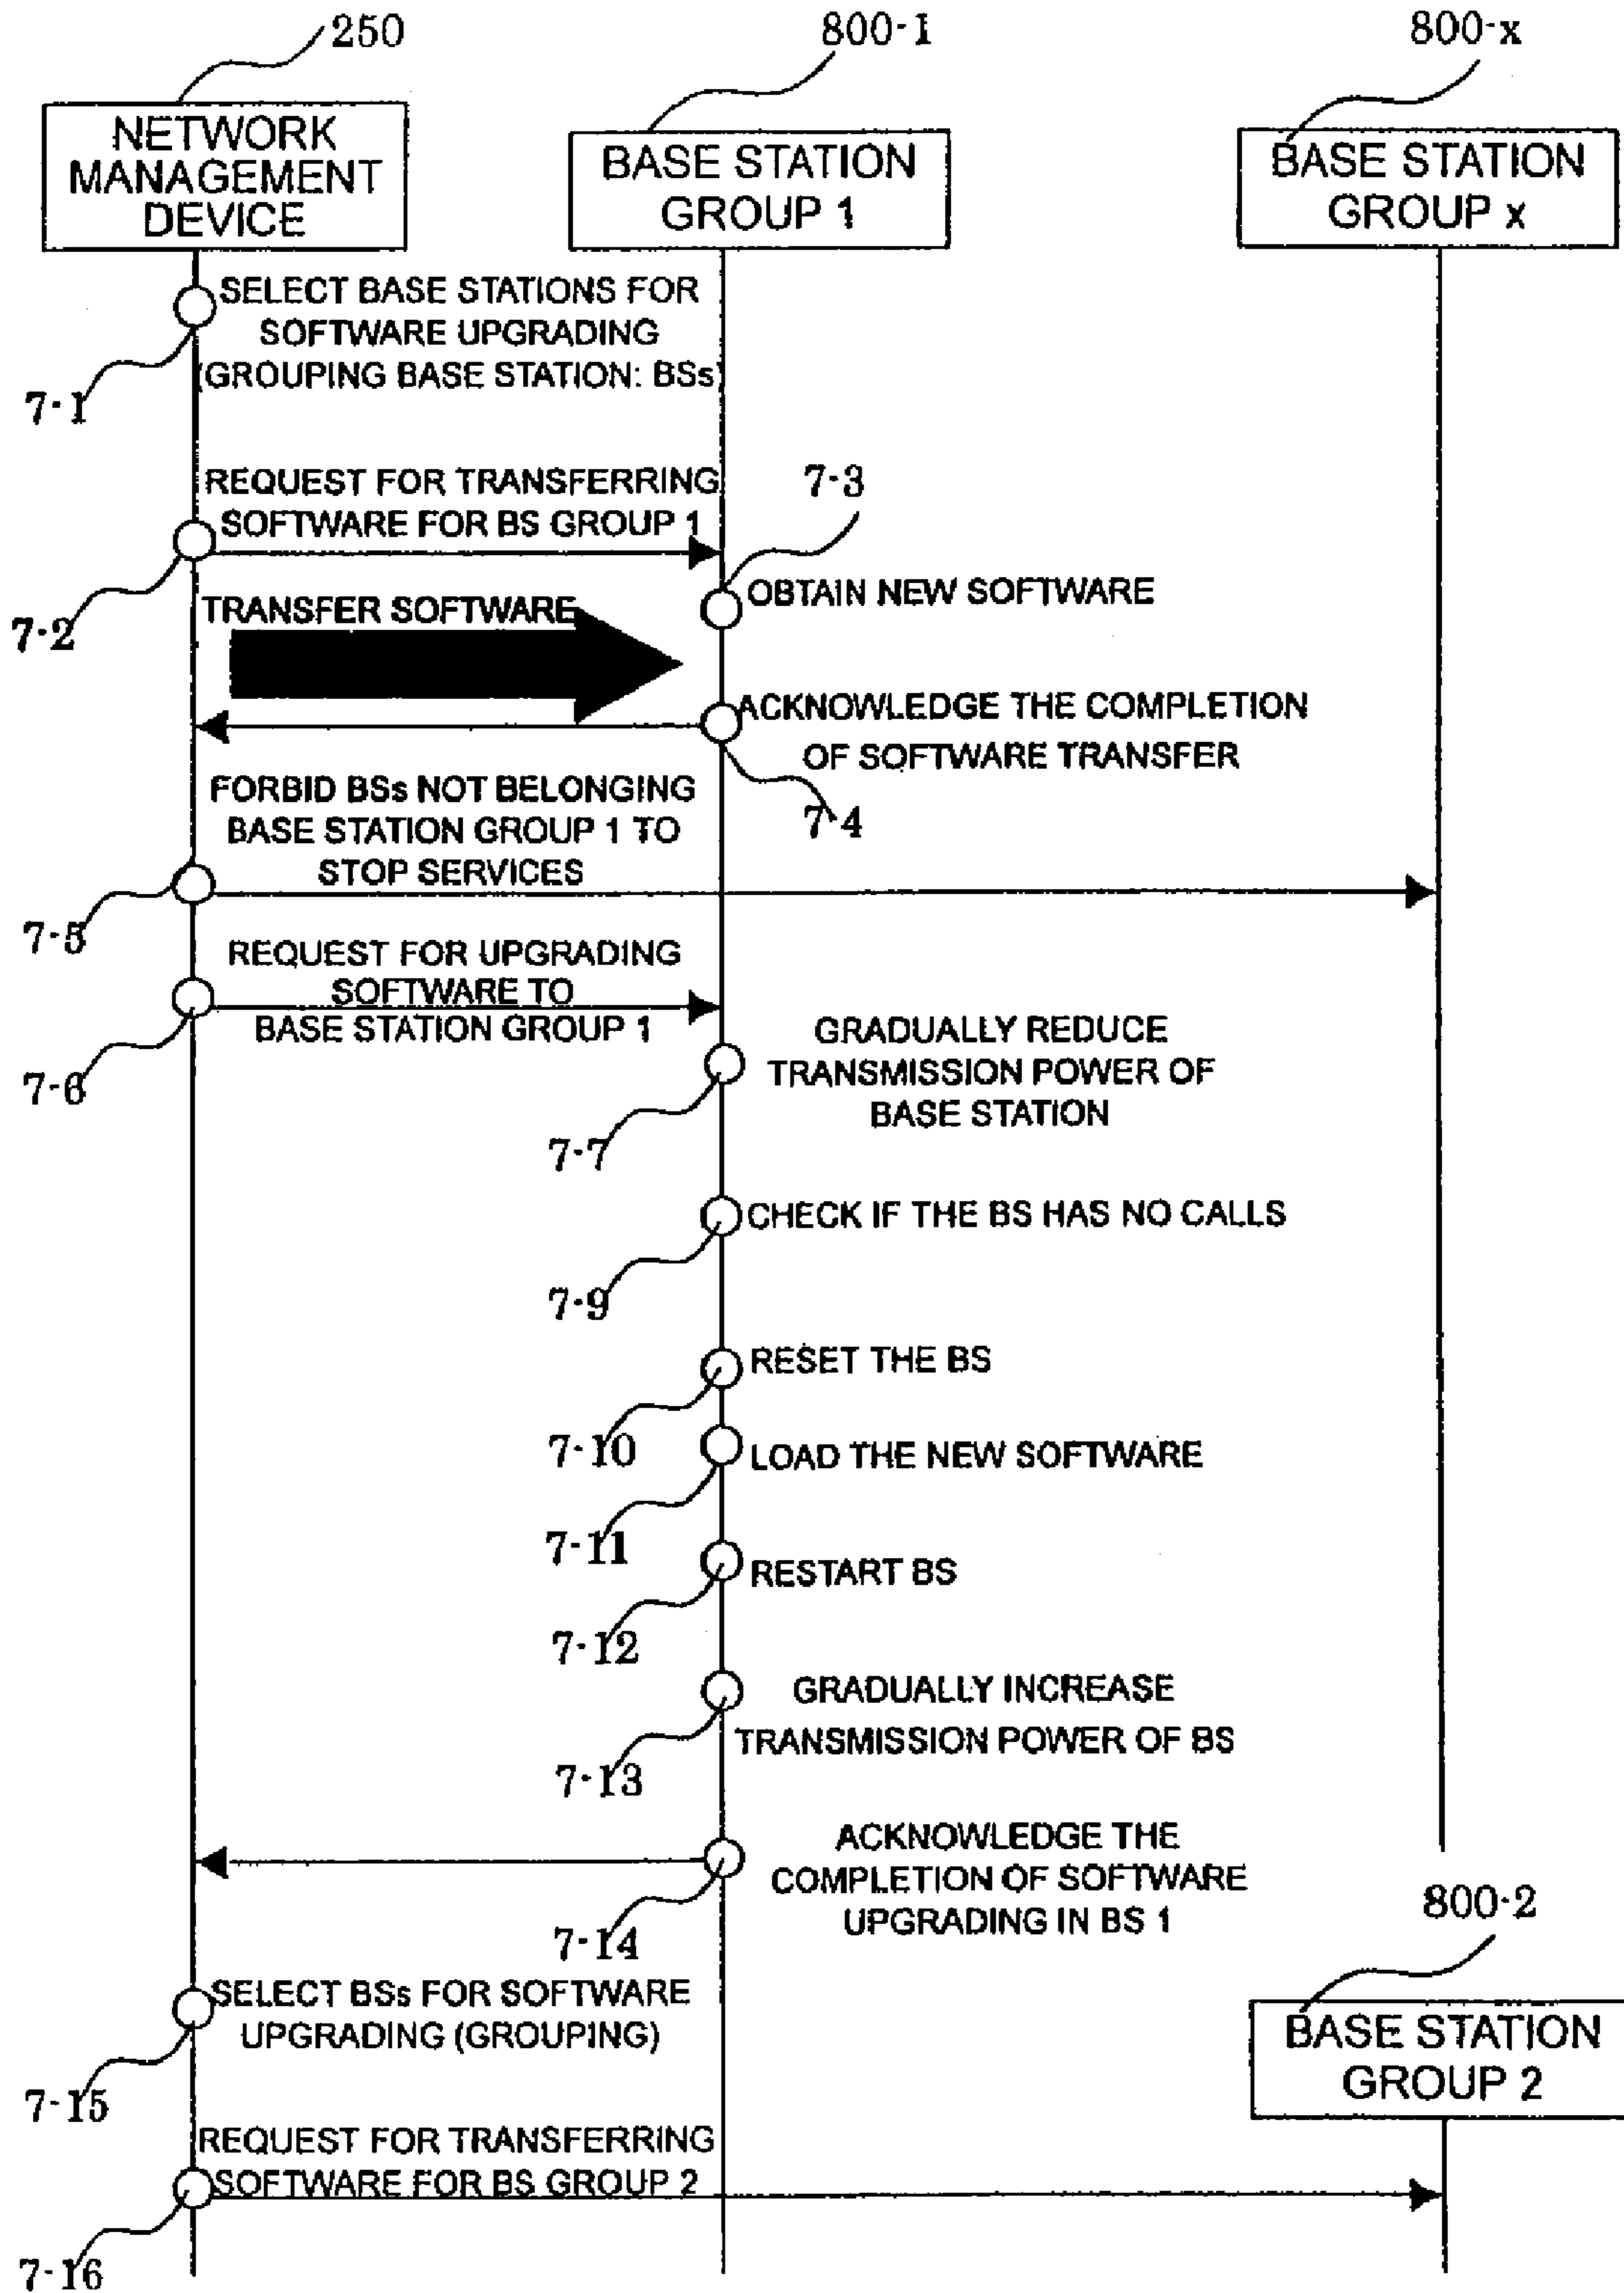 250
800-1
800-x
NETWORK
MANAGEMENT
DEVICE
BASE STATION
GROUP 1
BASE STATION
GROUP x
SELECT BASE STATIONS FOR
SOFTWARE UPGRADING
(GROUPING BASE STATION: BSs)
7-1
REQUEST FOR TRANSFERRING
SOFTWARE FOR BS GROUP 1
7-2
7-3
OBTAIN NEW SOFTWARE
TRANSFER SOFTWARE
ACKNOWLEDGE THE COMPLETION
OF SOFTWARE TRANSFER
7-4
FORBID BSs NOT BELONGING
BASE STATION GROUP 1 TO
STOP SERVICES
7-5
REQUEST FOR UPGRADING
SOFTWARE TO
BASE STATION GROUP 1
7-6
GRADUALLY REDUCE
TRANSMISSION POWER OF
BASE STATION
7-7
CHECK IF THE BS HAS NO CALLS
7-9
RESET THE BS
7-10
LOAD THE NEW SOFTWARE
7-11
RESTART BS
7-12
GRADUALLY INCREASE
TRANSMISSION POWER OF BS
7-13
ACKNOWLEDGE THE
COMPLETION OF SOFTWARE
UPGRADING IN BS 1
7-14
800-2
SELECT BSs FOR SOFTWARE
UPGRADING (GROUPING)
7-15
BASE STATION
GROUP 2
REQUEST FOR TRANSFERRING
SOFTWARE FOR BS GROUP 2
7-16